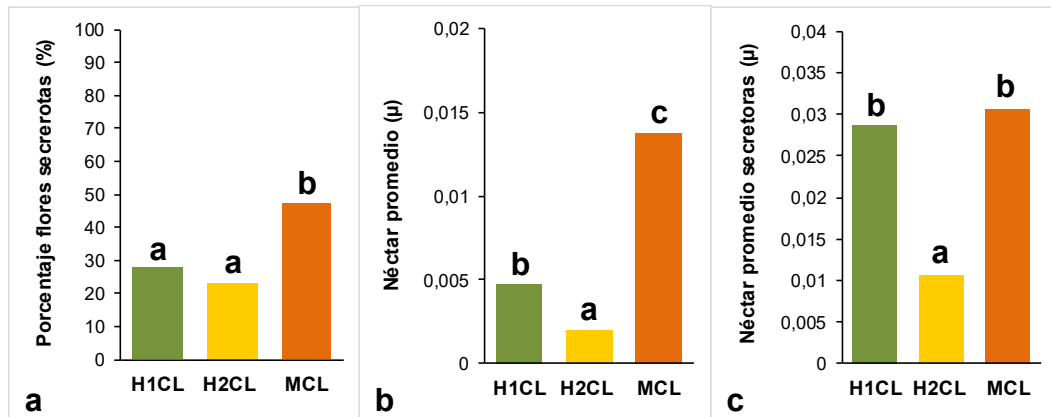 Porcentaje flores secrerotas (%)
100
90
80
70
60
50
40
30
20
10
0
a
a
b
H1CL H2CL MCL
a
Néctar promedio (µ)
0,02
0,015
0,01
0,005
0
b
a
c
H1CL H2CL MCL
b
Néctar promedio secretoras (µ)
0,04
0,035
0,03
0,025
0,02
0,015
0,01
0,005
0
b
a
b
H1CL H2CL MCL
c